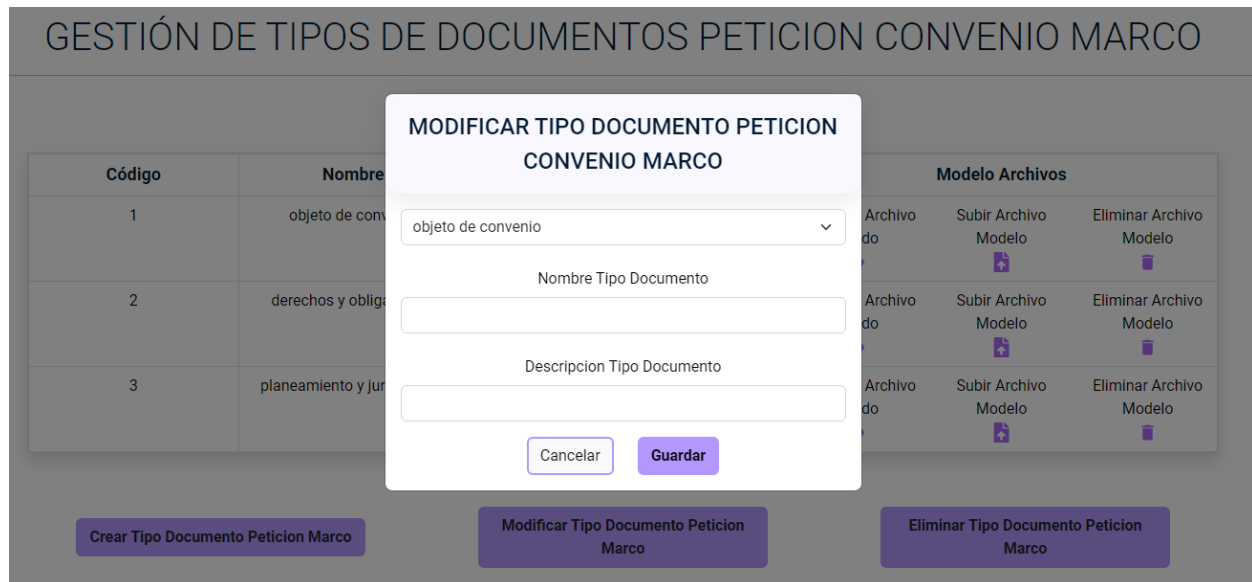 GESTIÓN DE TIPOS DE DOCUMENTOS PETICION CONVENIO MARCO
MODIFICAR TIPO DOCUMENTO PETICION
CONVENIO MARCO
Código
Nombre
Modelo Archivos
objeto de convenio
1
objeto de conv
Archivo
do
Subir Archivo
Modelo
Eliminar Archivo
Modelo
Nombre Tipo Documento
2
derechos y obliga
Archivo
do
Subir Archivo
Modelo
Eliminar Archivo
Modelo
Descripcion Tipo Documento
3
planeamiento y jur
Archivo
do
Subir Archivo
Modelo
Eliminar Archivo
Modelo
Cancelar
Guardar
Crear Tipo Documento Peticion Marco
Modificar Tipo Documento Peticion
Marco
Eliminar Tipo Documento Peticion
Marco